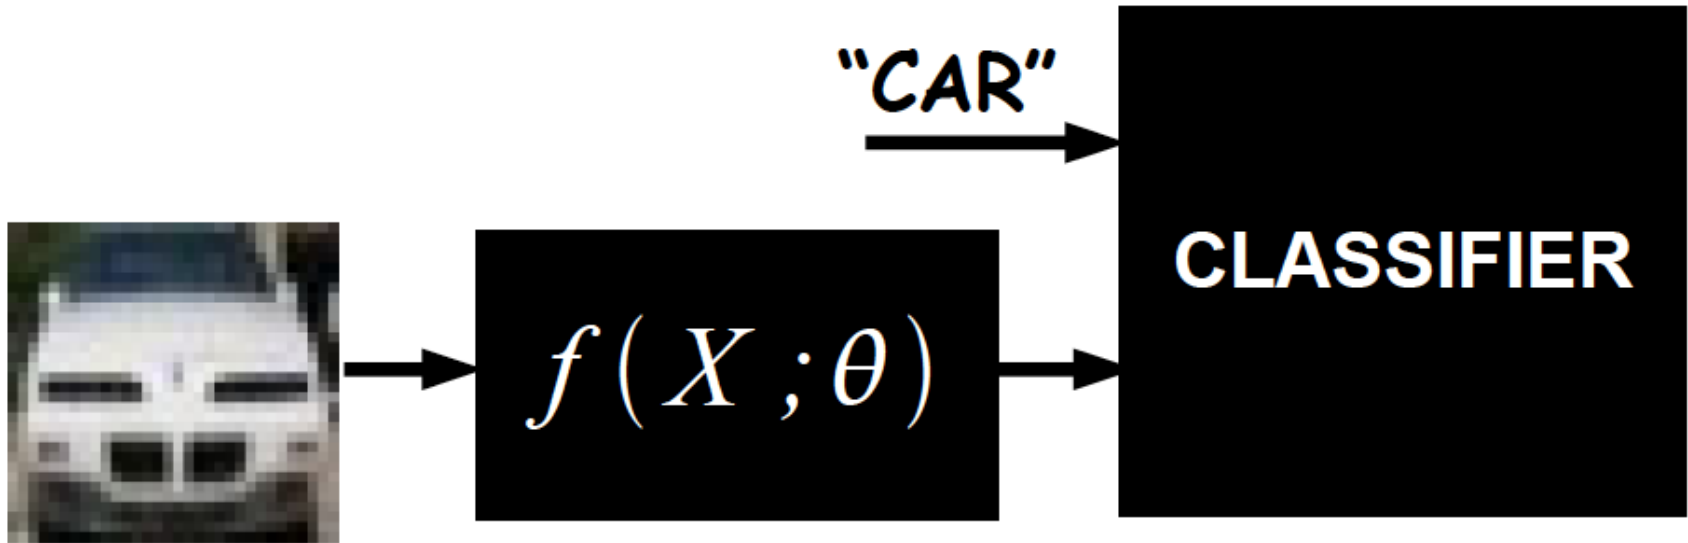 “CAR”
CLASSIFIER
f ( X ; θ )